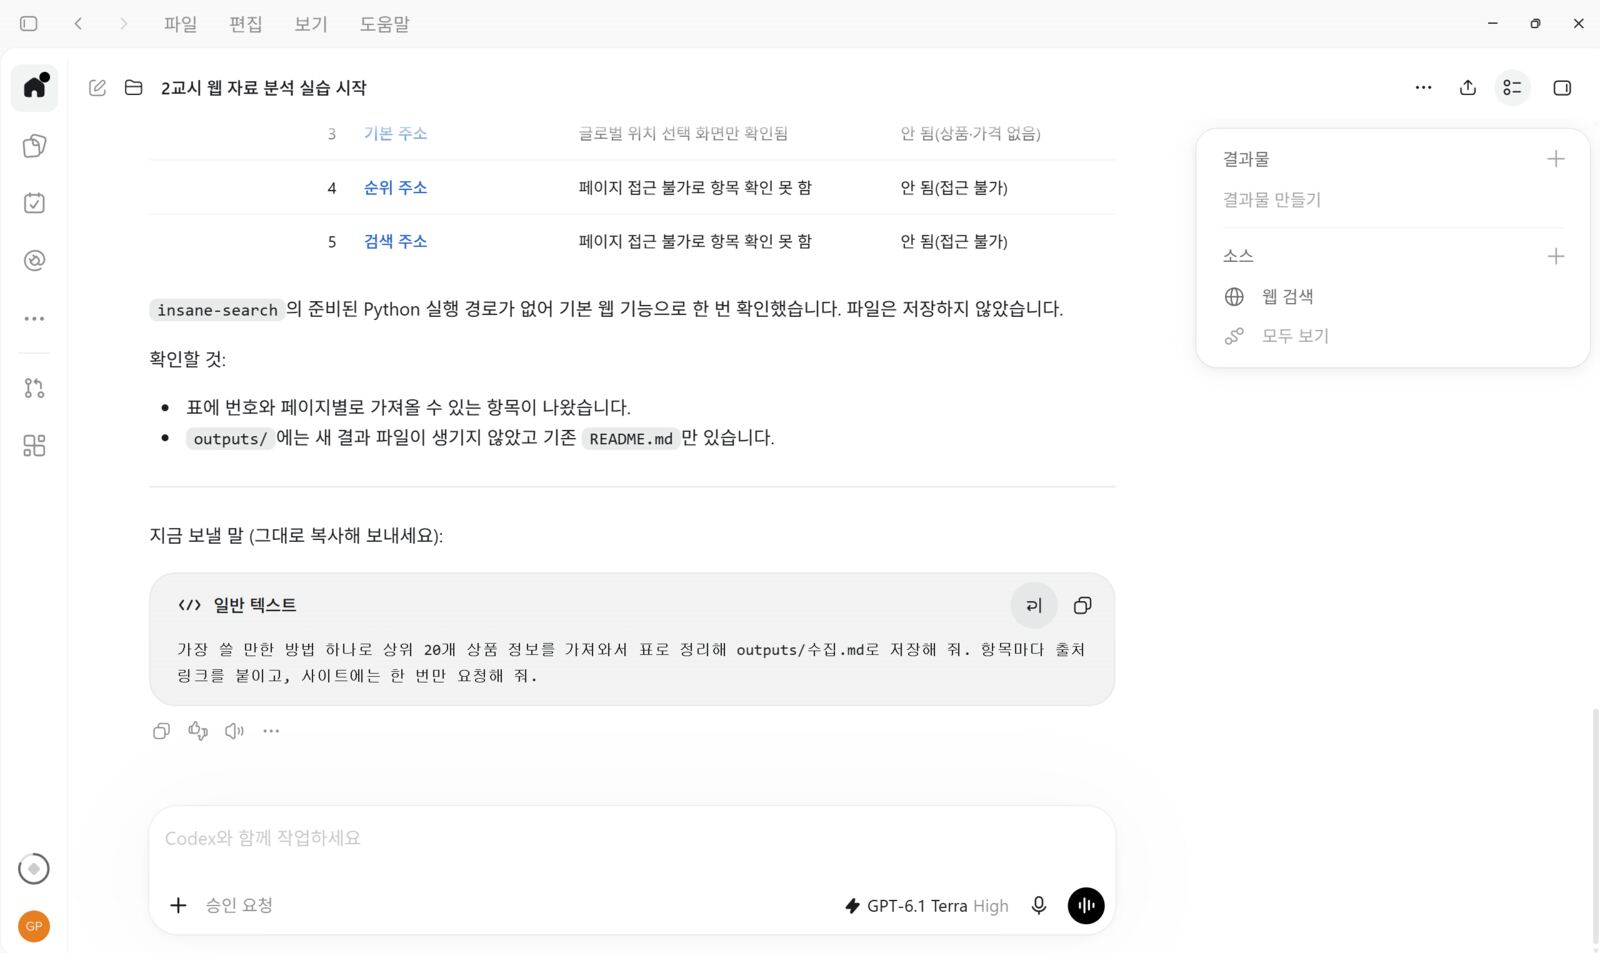 파일 편집 보기 도움말
2교시 웹 자료 분석 실습 시작
3 기본 주소 글로벌 위치 선택 화면만 확인됨 안 됨(상품·가격 없음)
4 순위 주소 페이지 접근 불가로 항목 확인 못 함 안 됨(접근 불가)
5 검색 주소 페이지 접근 불가로 항목 확인 못 함 안 됨(접근 불가)
insane-search의 준비된 Python 실행 경로가 없어 기본 웹 기능으로 한 번 확인했습니다. 파일은 저장하지 않았습니다.
확인할 것:
• 표에 번호와 페이지별로 가져올 수 있는 항목이 나왔습니다.
• outputs/에는 새 결과 파일이 생기지 않았고 기존 README.md만 있습니다.
지금 보낼 말 (그대로 복사해 보내세요):
일반 텍스트
가장 쓸 만한 방법 하나로 상위 20개 상품 정보를 가져와서 표로 정리해 outputs/수집.md로 저장해 줘. 항목마다 출처
링크를 붙이고, 사이트에는 한 번만 요청해 줘.
Codex와 함께 작업하세요
승인 요청
GPT-6.1 Terra High
GP
결과물
결과물 만들기
소스
웹 검색
모두 보기